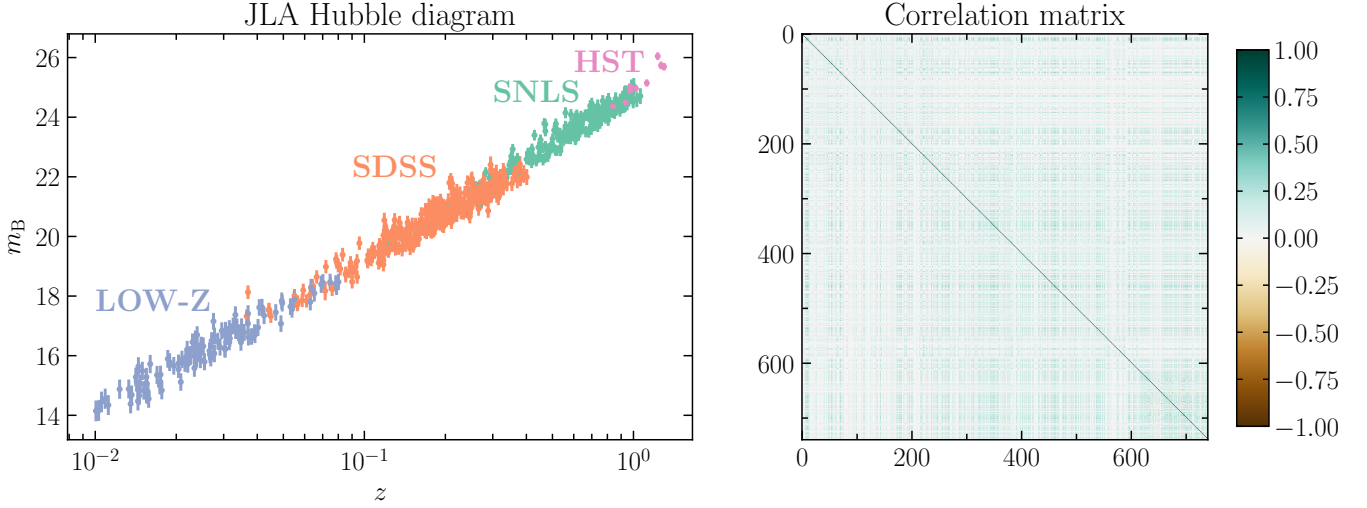 JLA Hubble diagram
26
24
22
20
18
16
14
m_B
HST
SNLS
SDSS
LOW-Z
10⁻² 10⁻¹ 10⁰
z
Correlation matrix
0
200
400
600
0 200 400 600
1.00
0.75
0.50
0.25
0.00
−0.25
−0.50
−0.75
−1.00